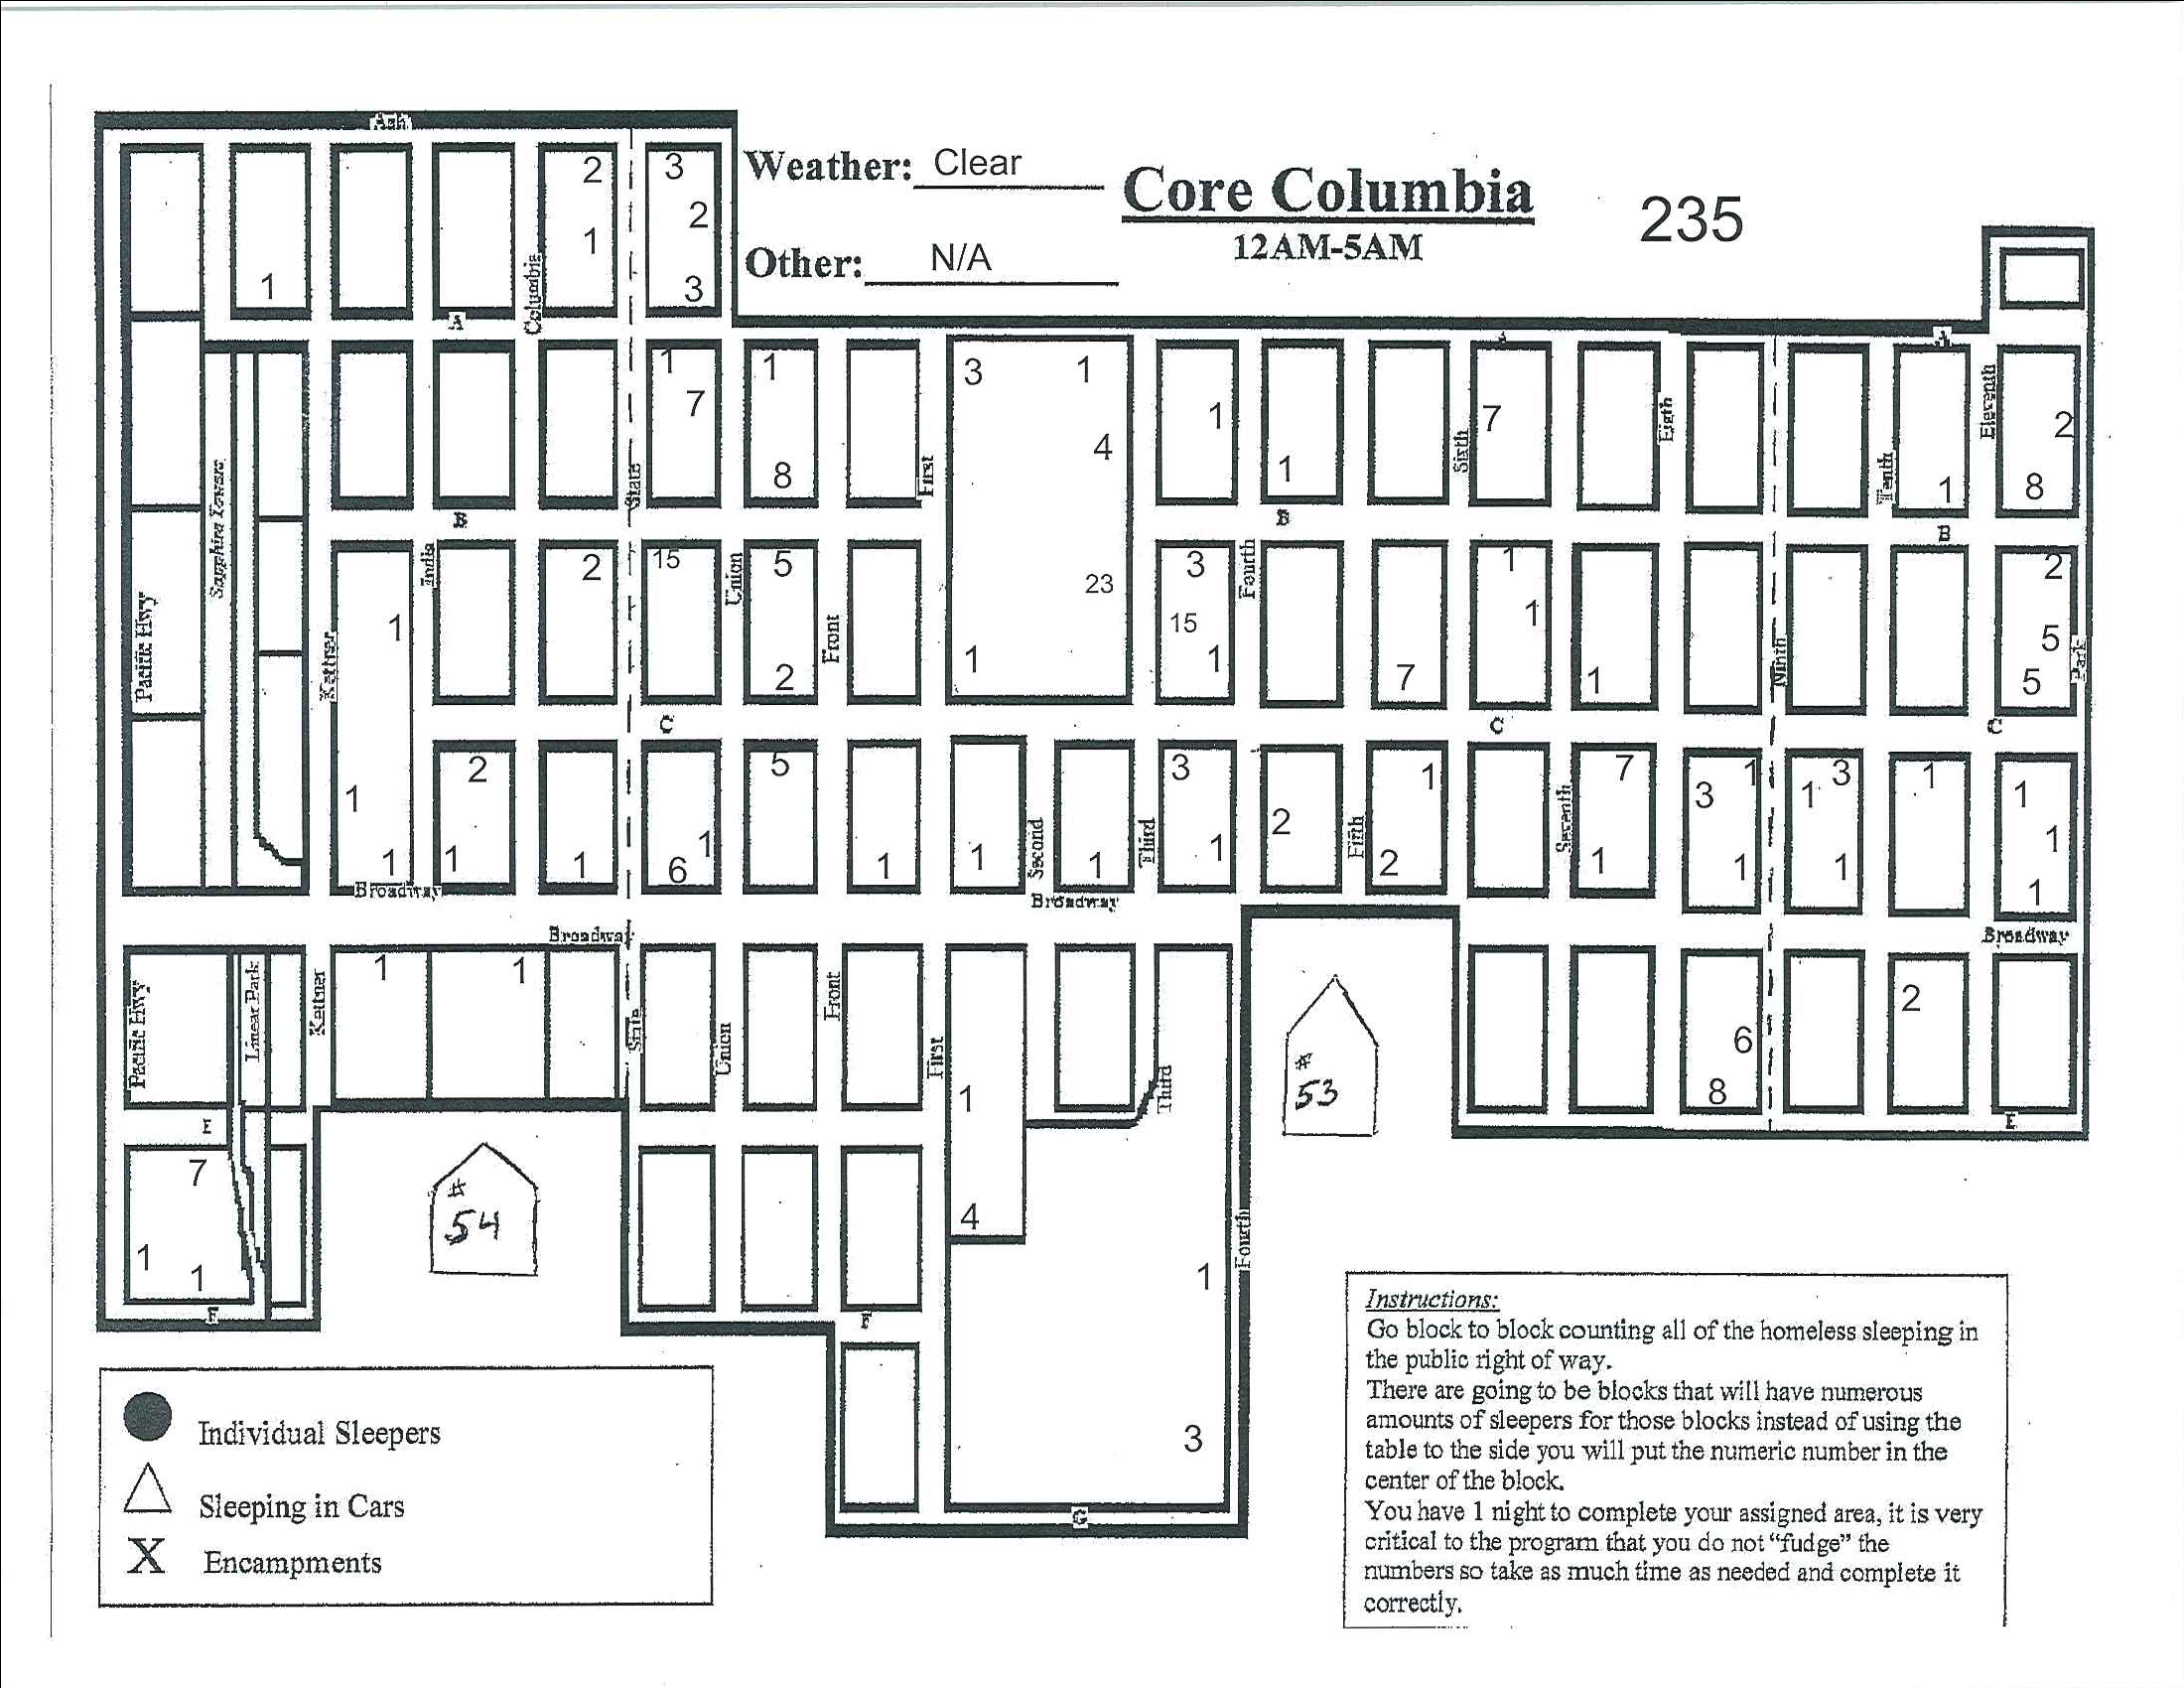 Ash
Weather: Clear
Core Columbia
235
Other: N/A
12AM-5AM
2
3
2
1
1
3
Columbia
A
A
A
1
1
3
1
7
4
1
7
2
8
1
1
8
Sapphire Towers
State
First
Sixth
Eigth
Tenth
Eleventh
B
B
B
2
15
5
3
1
2
23
15
1
1
5
1
2
1
1
7
1
5
Pacific Hwy
Kettner
India
Union
Front
Fourth
Ninth
Park
C
C
C
2
5
3
1
7
3
1
1
3
1
1
1
2
1
1
1
1
1
6
1
1
1
1
1
2
1
1
1
1
Second
Third
Fifth
Seventh
Broadway
Broadway
Broadway
Broadway
1
1
2
6
1
8
Pacific Hwy
Linear Park
Kettner
State
Union
Front
First
Third
# 53
E
E
7
4
1
1
1
3
# 54
Fourth
F
F
G
Individual Sleepers
Sleeping in Cars
X Encampments
Instructions:
Go block to block counting all of the homeless sleeping in
the public right of way.
There are going to be blocks that will have numerous
amounts of sleepers for those blocks instead of using the
table to the side you will put the numeric number in the
center of the block.
You have 1 night to complete your assigned area, it is very
critical to the program that you do not “fudge” the
numbers so take as much time as needed and complete it
correctly.